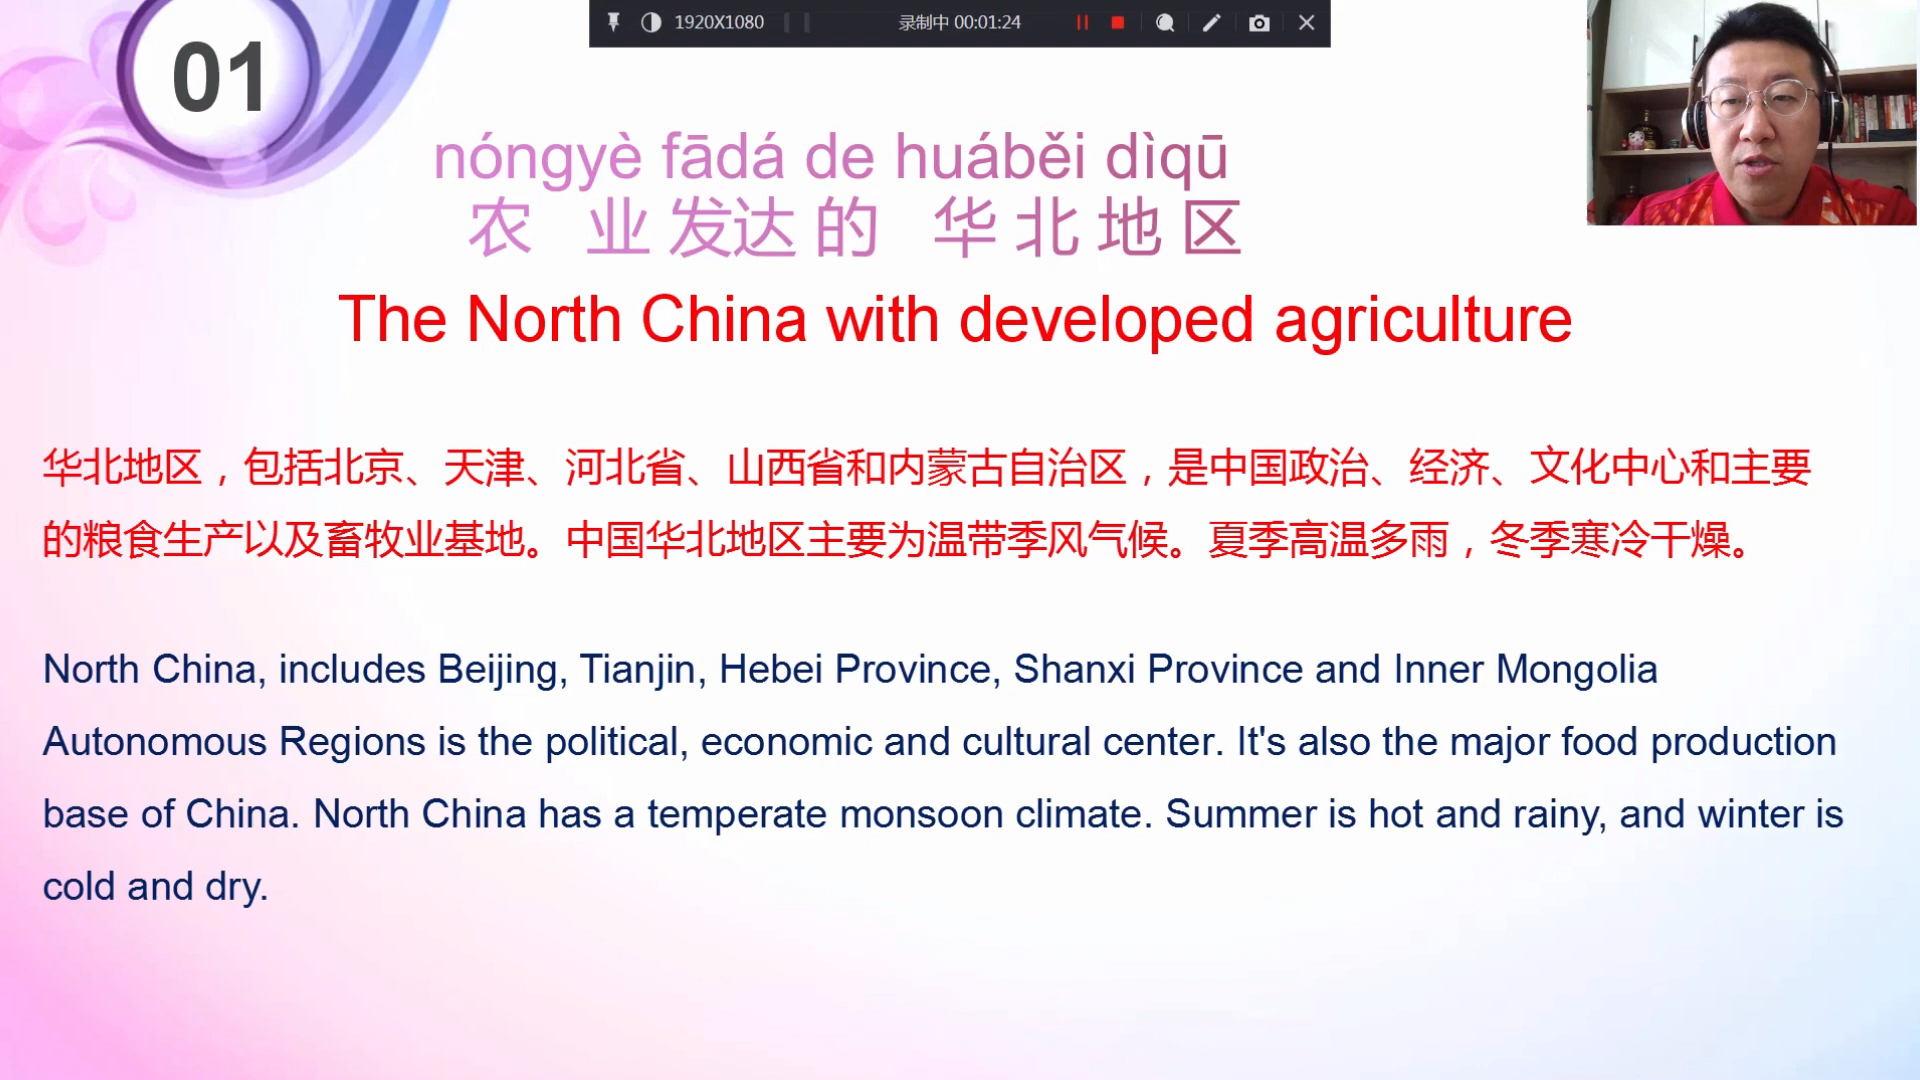 1920X1080
录制中 00:01:24
01
nóngyè fādá de huáběi dìqū
农 业 发达 的 华 北 地 区
The North China with developed agriculture
华北地区，包括北京、天津、河北省、山西省和内蒙古自治区，是中国政治、经济、文化中心和主要
的粮食生产以及畜牧业基地。中国华北地区主要为温带季风气候。夏季高温多雨，冬季寒冷干燥。
North China, includes Beijing, Tianjin, Hebei Province, Shanxi Province and Inner Mongolia
Autonomous Regions is the political, economic and cultural center. It's also the major food production
base of China. North China has a temperate monsoon climate. Summer is hot and rainy, and winter is
cold and dry.